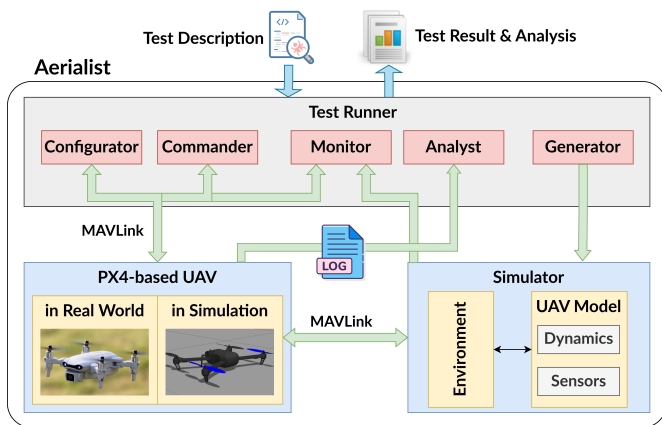 Test Description
Test Result & Analysis
Aerialist
Test Runner
Configurator
Commander
Monitor
Analyst
Generator
MAVLink
LOG
PX4-based UAV
Simulator
in Real World
in Simulation
MAVLink
Environment
UAV Model
Dynamics
Sensors